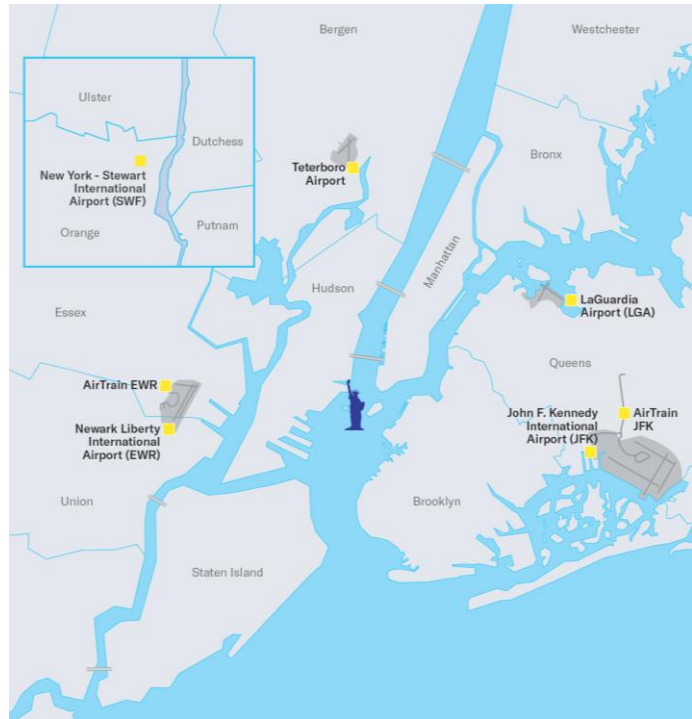 Bergen
Westchester
Ulster
Dutchess
New York - Stewart
International
Airport (SWF)
Putnam
Orange
Teterboro
Airport
Bronx
Manhattan
Hudson
LaGuardia
Airport (LGA)
Essex
Queens
AirTrain EWR
Newark Liberty
International
Airport (EWR)
John F. Kennedy
International
Airport (JFK)
AirTrain
JFK
Union
Brooklyn
Staten Island